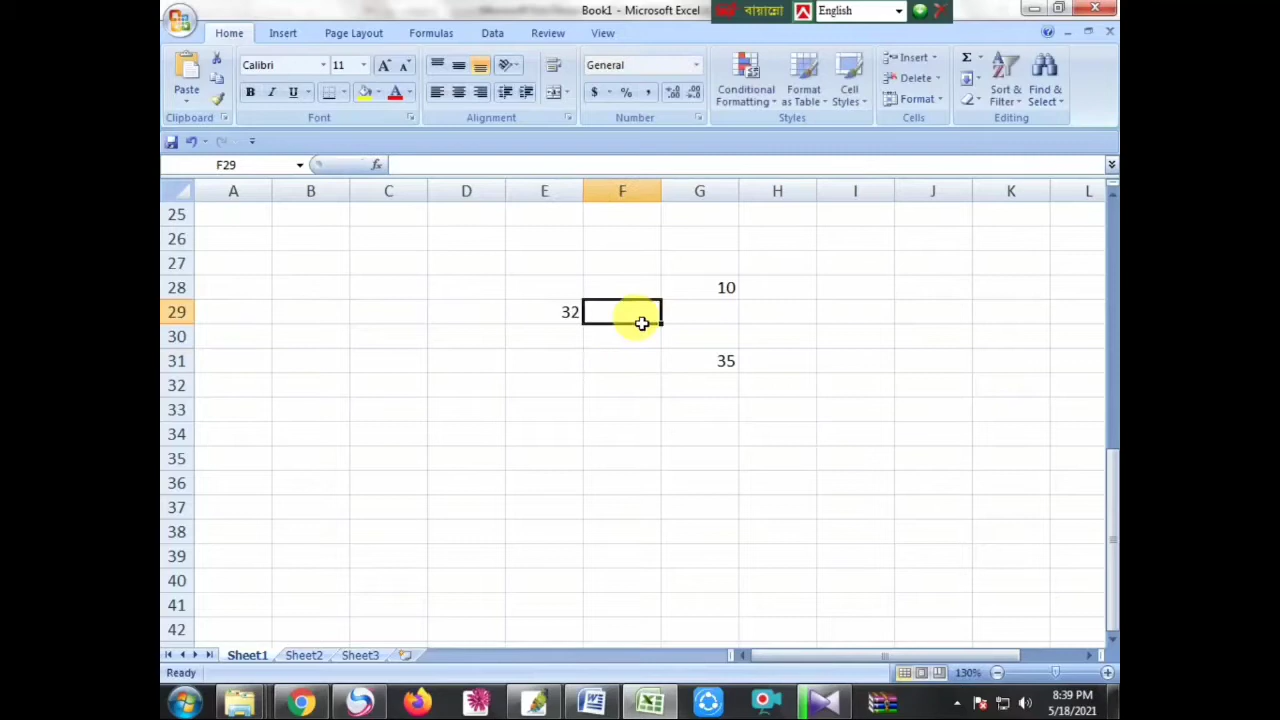 Book1 - Microsoft Excel
বায়ান্নো English
Home Insert Page Layout Formulas Data Review View
Calibri 11 General
Paste
Conditional Formatting Format as Table Cell Styles
Insert
Delete
Format
Sort & Filter Find & Select
Clipboard Font Alignment Number Styles Cells Editing
F29 fx
A B C D E F G H I J K L
25
26
27
28 10
29 32
30
31 35
32
33
34
35
36
37
38
39
40
41
42
Sheet1 Sheet2 Sheet3
Ready 130%
8:39 PM
5/18/2021